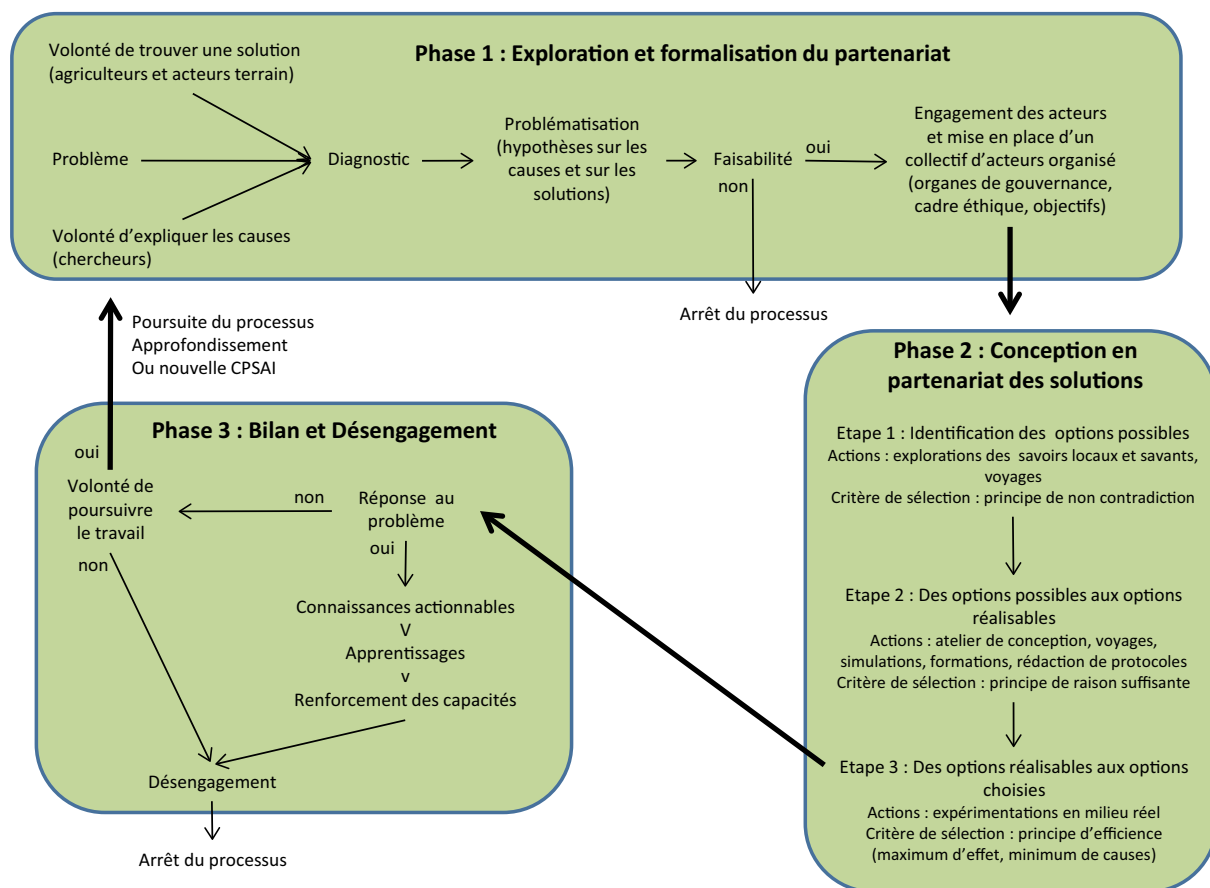 Phase 1 : Exploration et formalisation du partenariat
Volonté de trouver une solution
(agriculteurs et acteurs terrain)
Problème
Volonté d'expliquer les causes
(chercheurs)
Diagnostic
Problématisation
(hypothèses sur les
causes et sur les
solutions)
Faisabilité
oui
non
Engagement des acteurs
et mise en place d'un
collectif d'acteurs organisé
(organes de gouvernance,
cadre éthique, objectifs)
Arrêt du processus
Poursuite du processus
Approfondissement
Ou nouvelle CPSAI
Phase 2 : Conception en
partenariat des solutions
Etape 1 : Identification des options possibles
Actions : explorations des savoirs locaux et savants,
voyages
Critère de sélection : principe de non contradiction
Etape 2 : Des options possibles aux options
réalisables
Actions : atelier de conception, voyages,
simulations, formations, rédaction de protocoles
Critère de sélection : principe de raison suffisante
Etape 3 : Des options réalisables aux options
choisies
Actions : expérimentations en milieu réel
Critère de sélection : principe d'efficience
(maximum d'effet, minimum de causes)
Phase 3 : Bilan et Désengagement
oui
Volonté de
poursuivre
le travail
non
non
Réponse au
problème
oui
Connaissances actionnables
V
Apprentissages
v
Renforcement des capacités
Désengagement
Arrêt du processus